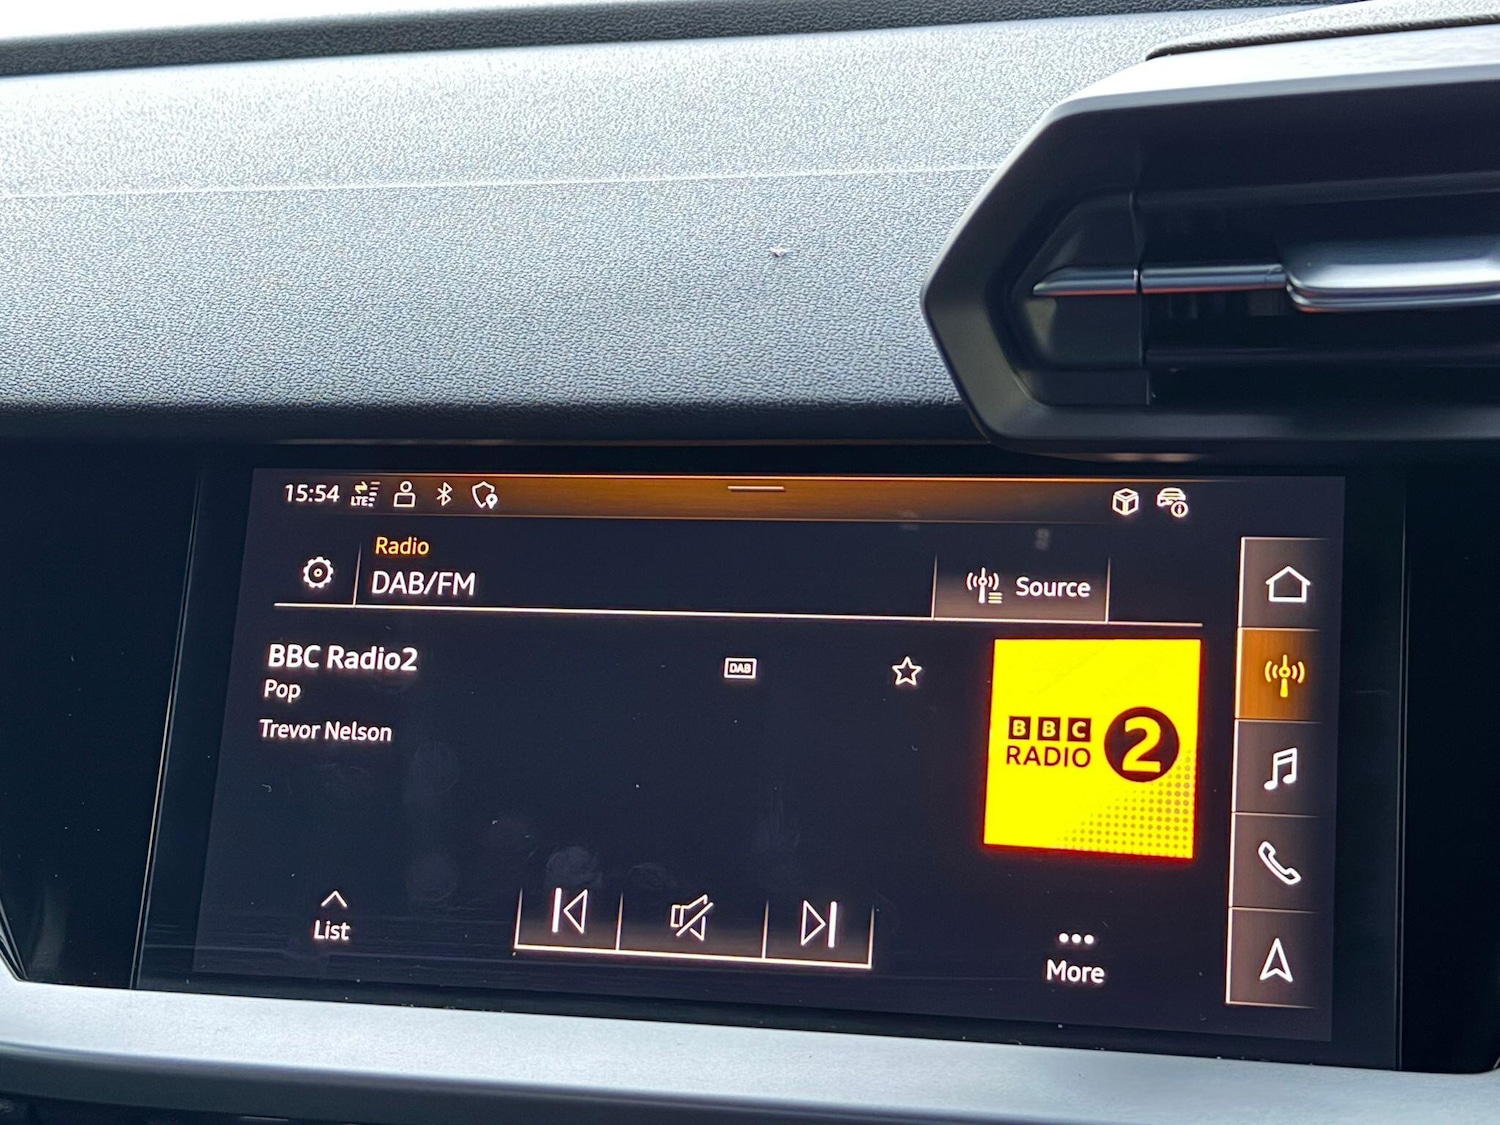 15:54 LTE
Radio
DAB/FM
Source
BBC Radio2
DAB
Pop
Trevor Nelson
BBC
RADIO 2
List
More